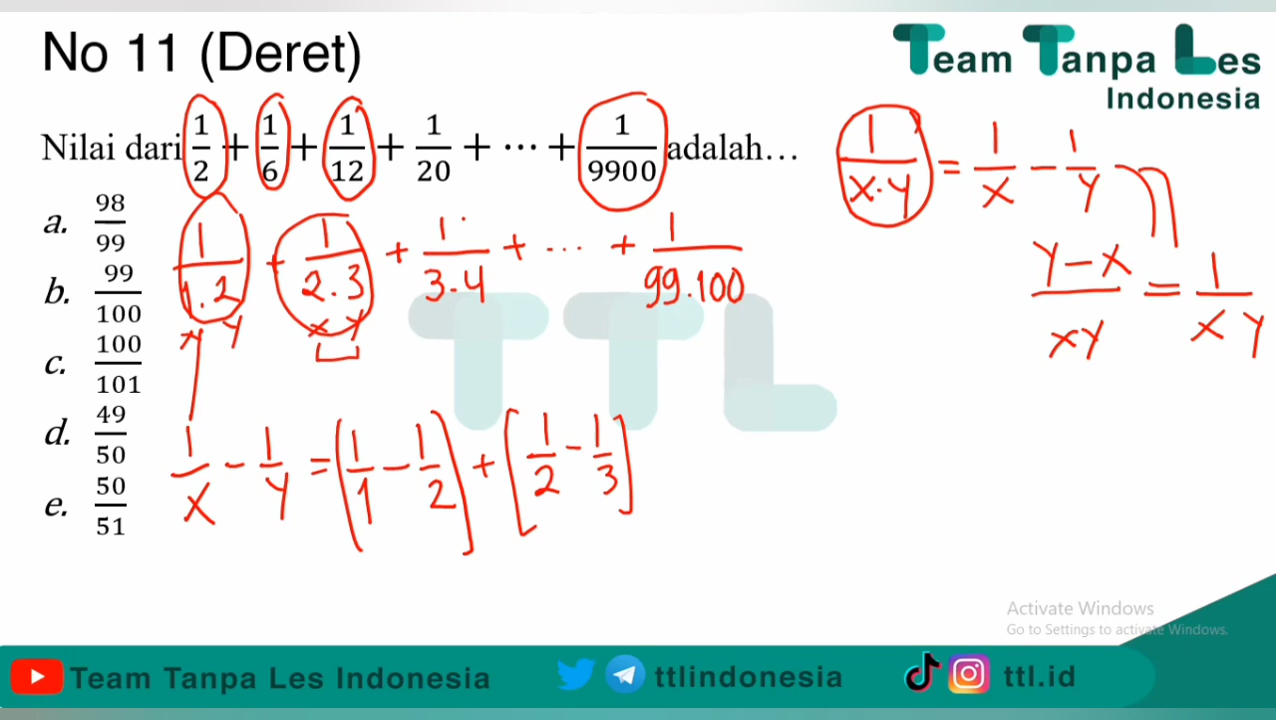 No 11 (Deret)
Team Tanpa Les
Indonesia
Nilai dari 1/2 + 1/6 + 1/12 + 1/20 + ⋯ + 1/9900 adalah…
1/(x·y) = 1/x − 1/y
(y−x)/(xy) = 1/(x y)
a. 98/99
b. 99/100
c. 100/101
d. 49/50
e. 50/51
1/(1.2) + 1/(2.3) + 1/(3.4) + ... + 1/(99.100)
x y x y
1/x − 1/y = (1/1 − 1/2) + [1/2 − 1/3]
TTL
Activate Windows
Go to Settings to activate Windows.
Team Tanpa Les Indonesia ttlindonesia ttl.id